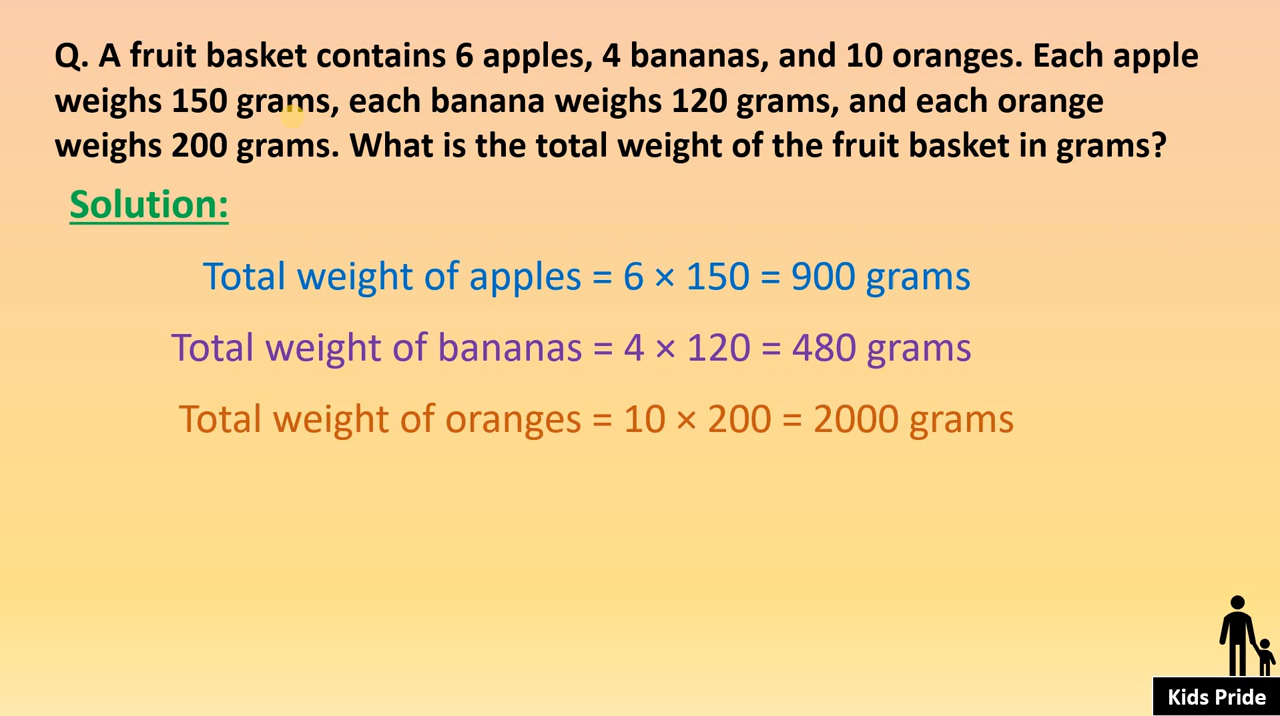 Q. A fruit basket contains 6 apples, 4 bananas, and 10 oranges. Each apple
weighs 150 grams, each banana weighs 120 grams, and each orange
weighs 200 grams. What is the total weight of the fruit basket in grams?
Solution:
Total weight of apples = 6 × 150 = 900 grams
Total weight of bananas = 4 × 120 = 480 grams
Total weight of oranges = 10 × 200 = 2000 grams
Kids Pride